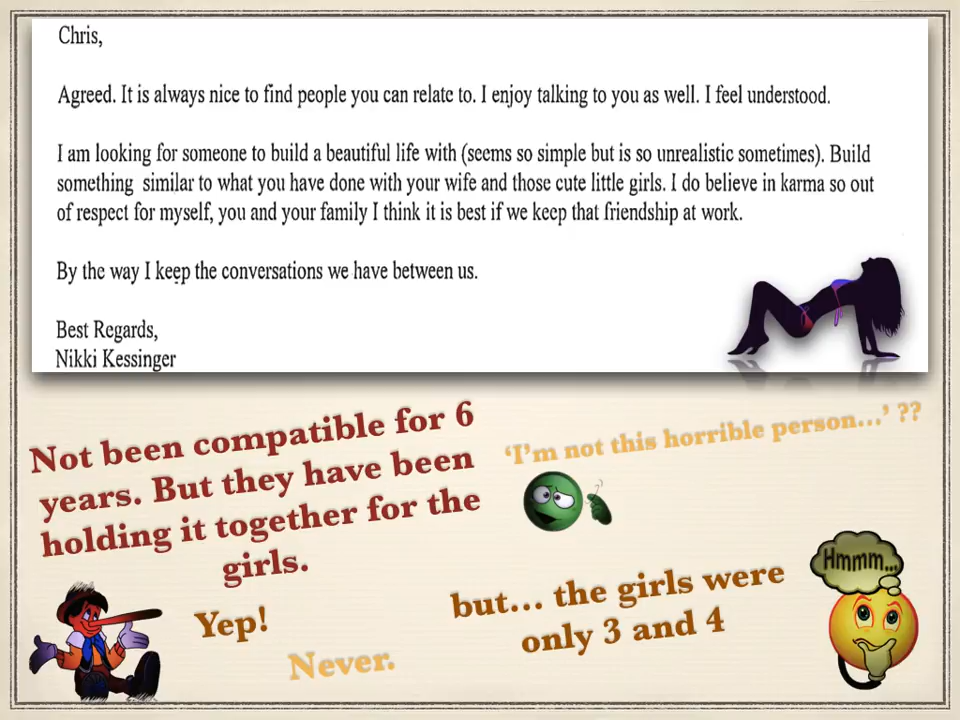 Chris,
Agreed. It is always nice to find people you can relate to. I enjoy talking to you as well. I feel understood.
I am looking for someone to build a beautiful life with (seems so simple but is so unrealistic sometimes). Build
something similar to what you have done with your wife and those cute little girls. I do believe in karma so out
of respect for myself, you and your family I think it is best if we keep that friendship at work.
By the way I keep the conversations we have between us.
Best Regards,
Nikki Kessinger
Not been compatible for 6
years. But they have been
holding it together for the
girls.
‘I’m not this horrible person...’ ??
Hmmm...
Yep!
but... the girls were
only 3 and 4
Never.